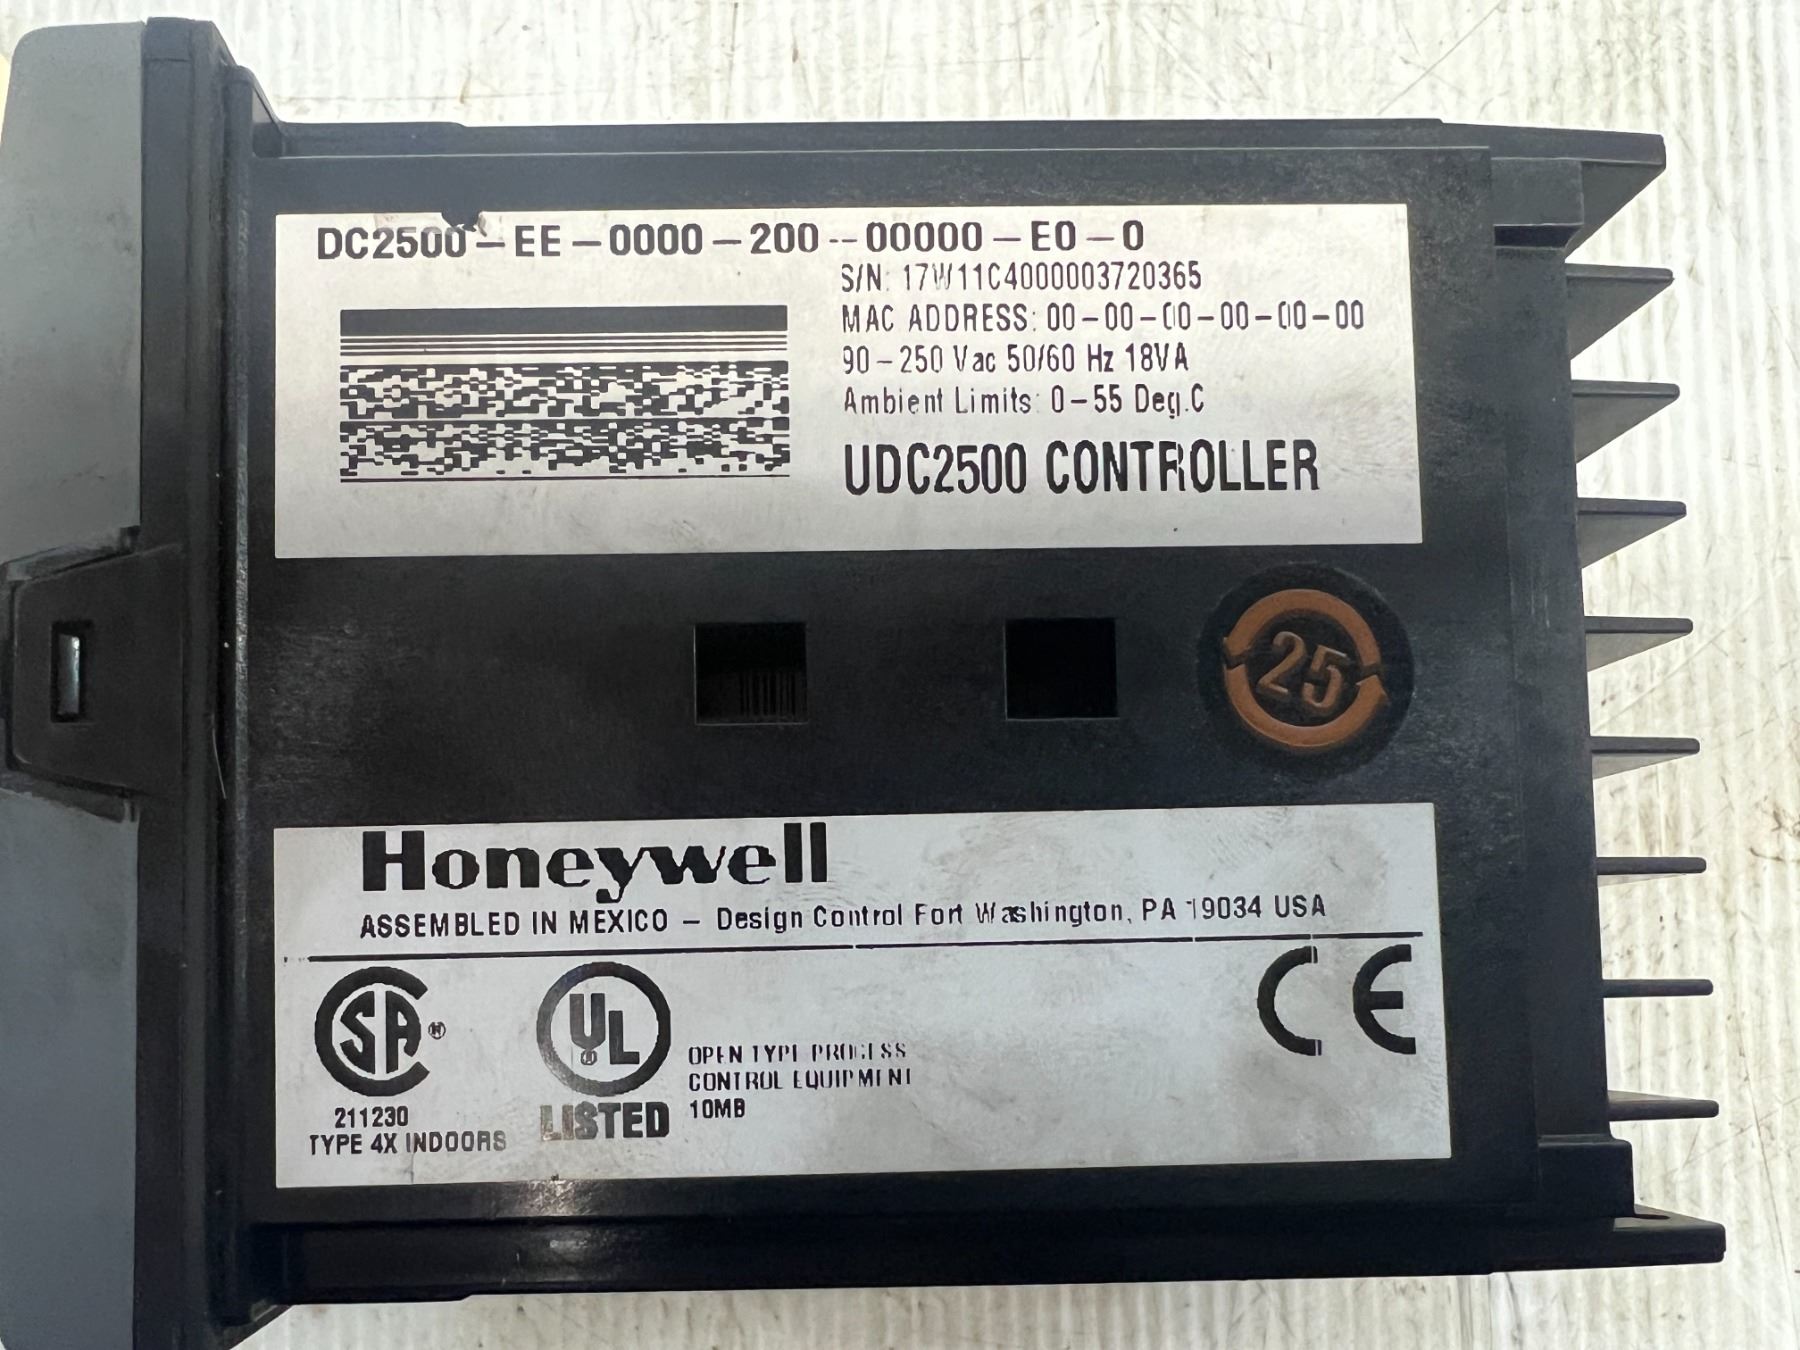 DC2500-EE-0000-200--00000-E0-0
S/N: 17W11C4000003720365
MAC ADDRESS: 00-00-00-00-00-00
90-250 Vac 50/60 Hz 18VA
Ambient Limits: 0-55 Deg.C
UDC2500 CONTROLLER
25
Honeywell
ASSEMBLED IN MEXICO - Design Control Fort Washington, PA 19034 USA
SA ®
UL ®
CE
OPEN TYPE PROCESS
CONTROL EQUIPMENT
10MB
211230
TYPE 4X INDOORS
LISTED